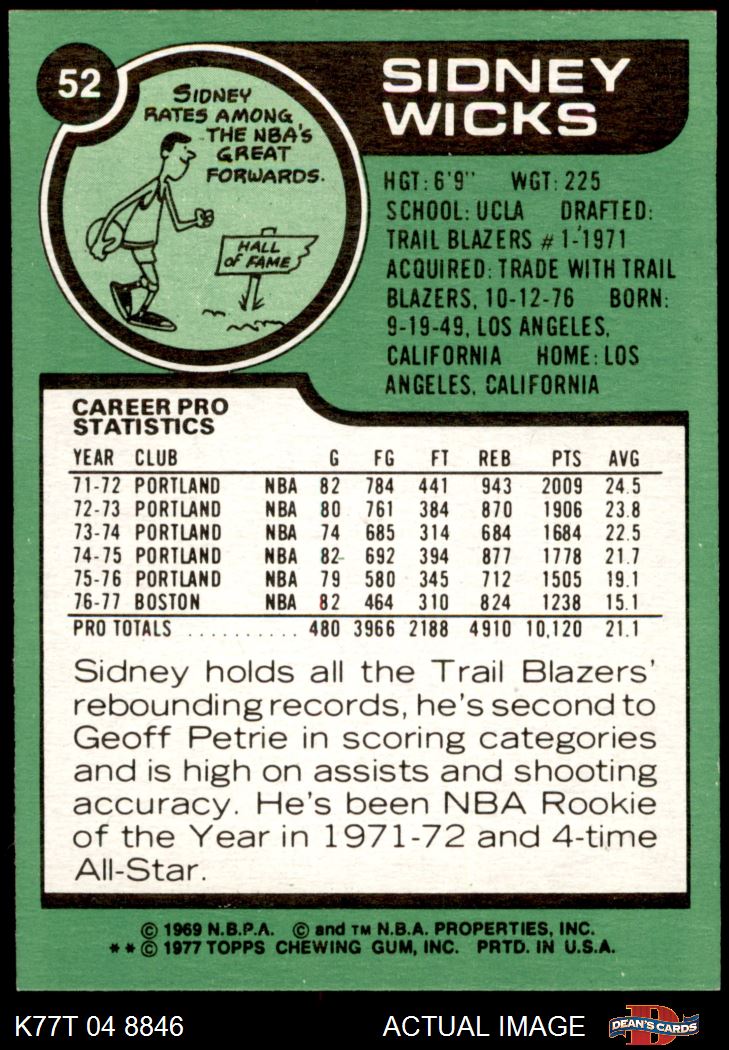 52
SIDNEY
RATES AMONG
THE NBA'S
GREAT
FORWARDS.
HALL
OF FAME
SIDNEY
WICKS
HGT: 6'9" WGT: 225
SCHOOL: UCLA DRAFTED:
TRAIL BLAZERS #1-1971
ACQUIRED: TRADE WITH TRAIL
BLAZERS, 10-12-76 BORN:
9-19-49, LOS ANGELES,
CALIFORNIA HOME: LOS
ANGELES, CALIFORNIA
CAREER PRO
STATISTICS
YEAR CLUB G FG FT REB PTS AVG
71-72 PORTLAND NBA 82 784 441 943 2009 24.5
72-73 PORTLAND NBA 80 761 384 870 1906 23.8
73-74 PORTLAND NBA 74 685 314 684 1684 22.5
74-75 PORTLAND NBA 82 692 394 877 1778 21.7
75-76 PORTLAND NBA 79 580 345 712 1505 19.1
76-77 BOSTON NBA 82 464 310 824 1238 15.1
PRO TOTALS .......... 480 3966 2188 4910 10,120 21.1
Sidney holds all the Trail Blazers'
rebounding records, he's second to
Geoff Petrie in scoring categories
and is high on assists and shooting
accuracy. He's been NBA Rookie
of the Year in 1971-72 and 4-time
All-Star.
© 1969 N.B.P.A. © and TM N.B.A. PROPERTIES, INC.
** © 1977 TOPPS CHEWING GUM, INC. PRTD. IN U.S.A.
K77T 04 8846 ACTUAL IMAGE D DEAN'S CARDS